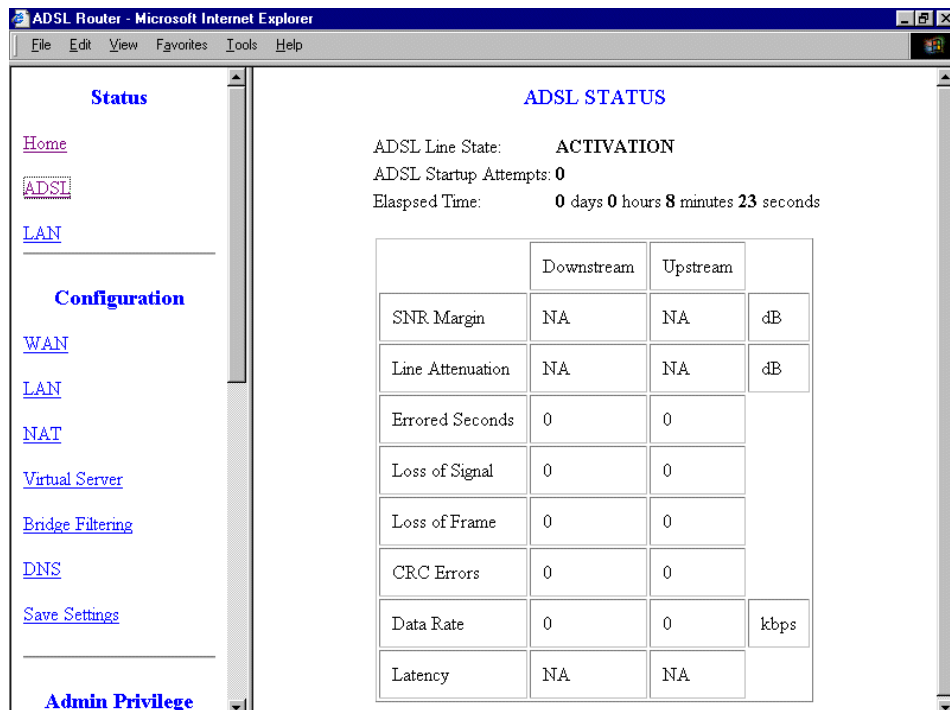 ADSL Router - Microsoft Internet Explorer
File Edit View Favorites Tools Help
Status
Home
ADSL
LAN
Configuration
WAN
LAN
NAT
Virtual Server
Bridge Filtering
DNS
Save Settings
Admin Privilege
ADSL STATUS
ADSL Line State: ACTIVATION
ADSL Startup Attempts: 0
Elaspsed Time: 0 days 0 hours 8 minutes 23 seconds
Downstream Upstream
SNR Margin NA NA dB
Line Attenuation NA NA dB
Errored Seconds 0 0
Loss of Signal 0 0
Loss of Frame 0 0
CRC Errors 0 0
Data Rate 0 0 kbps
Latency NA NA